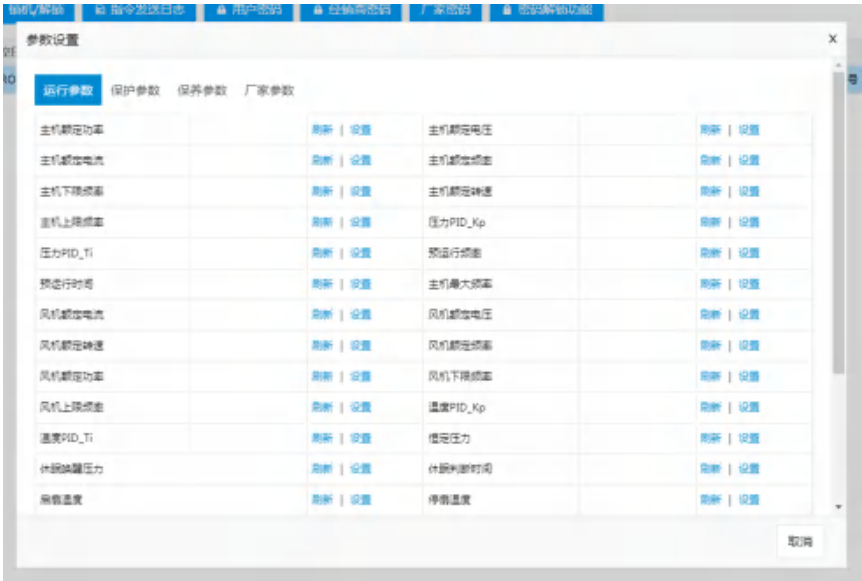 锁机/解锁 指令发送日志 用户密码 经销商密码 厂家密码 密码解锁功能
参数设置 x
运行参数 保护参数 保养参数 厂家参数
主机额定功率 刷新 | 设置 主机额定电压 刷新 | 设置
主机额定电流 刷新 | 设置 主机额定频率 刷新 | 设置
主机下限频率 刷新 | 设置 主机额定转速 刷新 | 设置
主机上限频率 刷新 | 设置 压力PID_Kp 刷新 | 设置
压力PID_Ti 刷新 | 设置 预运行频率 刷新 | 设置
预运行时间 刷新 | 设置 主机最大频率 刷新 | 设置
风机额定电流 刷新 | 设置 风机额定电压 刷新 | 设置
风机额定转速 刷新 | 设置 风机额定频率 刷新 | 设置
风机额定功率 刷新 | 设置 风机下限频率 刷新 | 设置
风机上限频率 刷新 | 设置 温度PID_Kp 刷新 | 设置
温度PID_Ti 刷新 | 设置 恒定压力 刷新 | 设置
休眠唤醒压力 刷新 | 设置 休眠判断时间 刷新 | 设置
扇启温度 刷新 | 设置 停扇温度 刷新 | 设置
取消